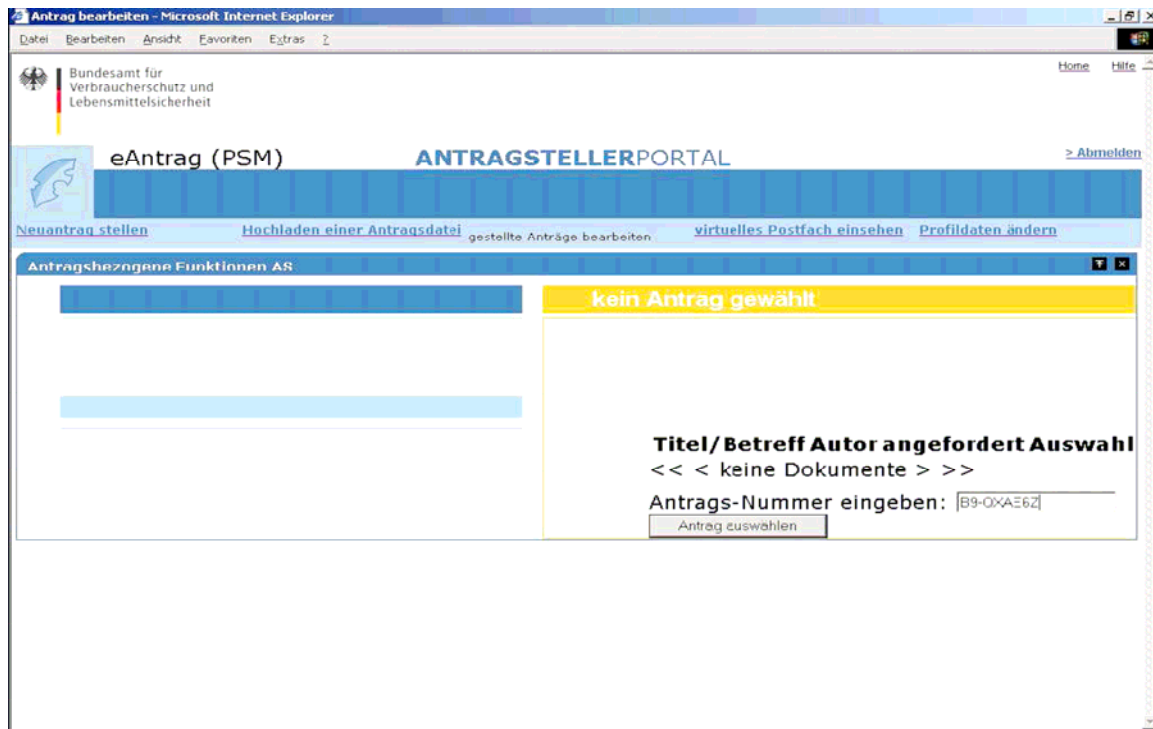 Antrag bearbeiten - Microsoft Internet Explorer
Datei Bearbeiten Ansicht Favoriten Extras ?
Home Hilfe
Bundesamt für
Verbraucherschutz und
Lebensmittelsicherheit
eAntrag (PSM) ANTRAGSTELLERPORTAL > Abmelden
Neuantrag stellen Hochladen einer Antragsdatei gestellte Anträge bearbeiten virtuelles Postfach einsehen Profildaten ändern
Antragsbezogene Funktionen AS
kein Antrag gewählt
Titel/Betreff Autor angefordert Auswahl
<< < keine Dokumente > >>
Antrags-Nummer eingeben: B9-OXAE6Z
Antrag auswählen